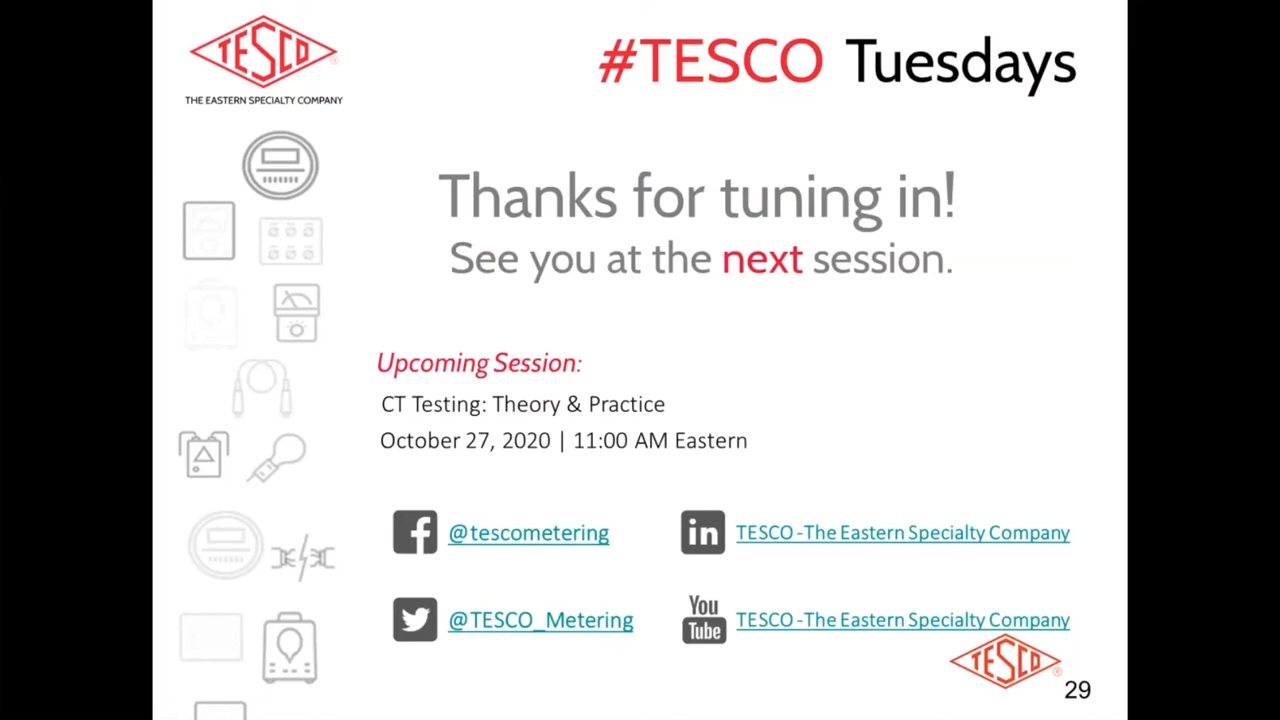 TESCO
THE EASTERN SPECIALTY COMPANY
#TESCO Tuesdays
Thanks for tuning in!
See you at the next session.
Upcoming Session:
CT Testing: Theory & Practice
October 27, 2020 | 11:00 AM Eastern
@tescometering
in TESCO -The Eastern Specialty Company
@TESCO_Metering
You Tube TESCO -The Eastern Specialty Company
TESCO
29